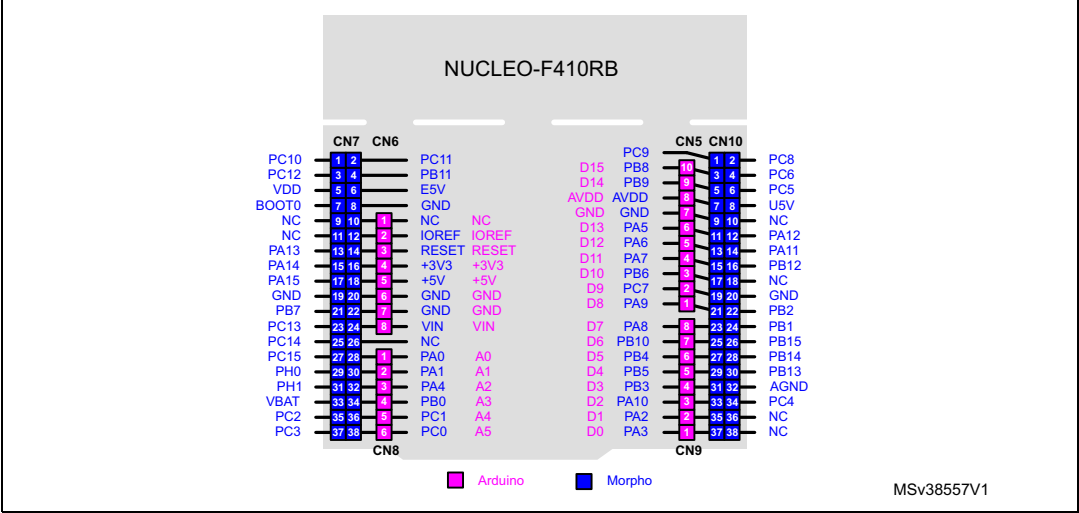 NUCLEO-F410RB
CN7 CN6 CN5 CN10
PC9
PC10 1 2 PC11 D15 PB8 10 1 2 PC8
PC12 3 4 PB11 D14 PB9 9 3 4 PC6
VDD 5 6 E5V AVDD AVDD 8 5 6 PC5
BOOT0 7 8 GND GND GND 7 7 8 U5V
NC 9 10 1 NC NC D13 PA5 6 9 10 NC
NC 11 12 2 IOREF IOREF D12 PA6 5 11 12 PA12
PA13 13 14 3 RESET RESET D11 PA7 4 13 14 PA11
PA14 15 16 4 +3V3 +3V3 D10 PB6 3 15 16 PB12
PA15 17 18 5 +5V +5V D9 PC7 2 17 18 NC
GND 19 20 6 GND GND D8 PA9 1 19 20 GND
PB7 21 22 7 GND GND 21 22 PB2
PC13 23 24 8 VIN VIN D7 PA8 8 23 24 PB1
PC14 25 26 NC D6 PB10 7 25 26 PB15
PC15 27 28 1 PA0 A0 D5 PB4 6 27 28 PB14
PH0 29 30 2 PA1 A1 D4 PB5 5 29 30 PB13
PH1 31 32 3 PA4 A2 D3 PB3 4 31 32 AGND
VBAT 33 34 4 PB0 A3 D2 PA10 3 33 34 PC4
PC2 35 36 5 PC1 A4 D1 PA2 2 35 36 NC
PC3 37 38 6 PC0 A5 D0 PA3 1 37 38 NC
CN8 CN9
Arduino Morpho
MSv38557V1